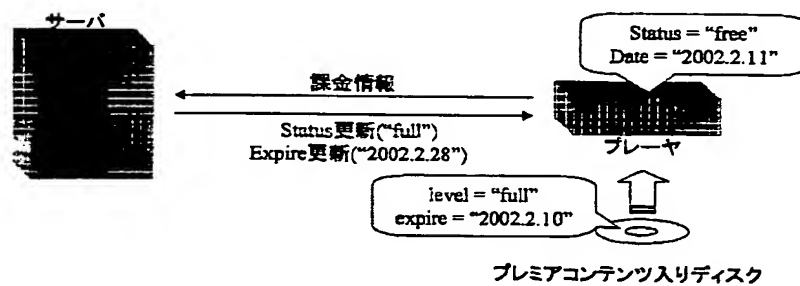 サーバ
Status = “free”
Date = “2002.2.11”
課金情報
Status更新(“full”)
Expire更新(“2002.2.28”)
プレーヤ
level = “full”
expire = “2002.2.10”
プレミアコンテンツ入りディスク